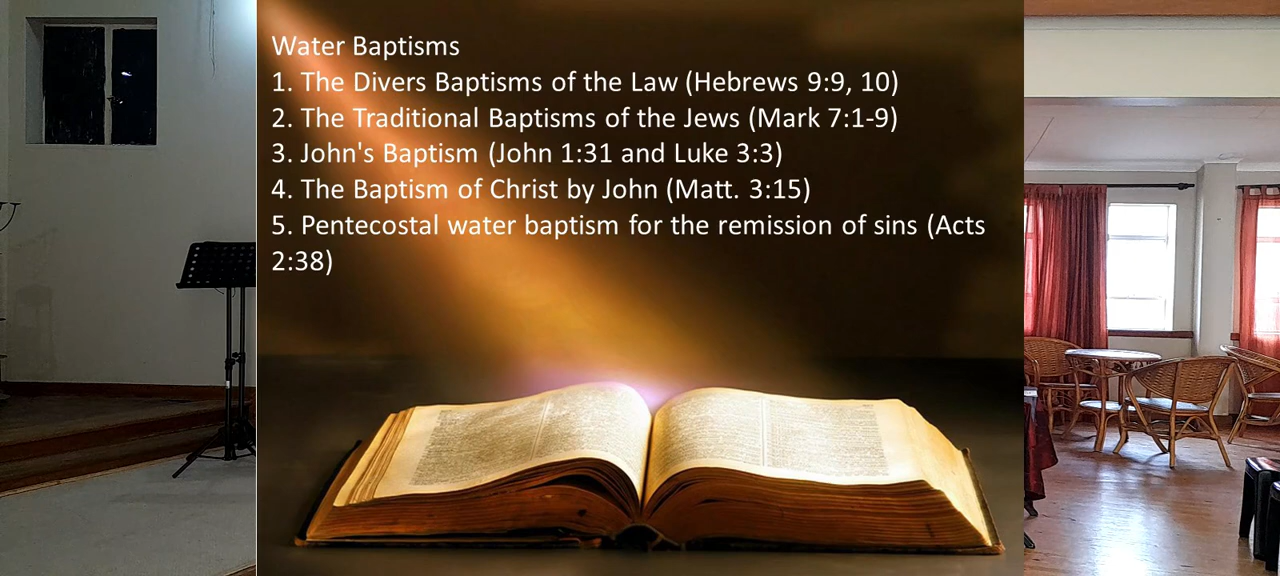 Water Baptisms
1. The Divers Baptisms of the Law (Hebrews 9:9, 10)
2. The Traditional Baptisms of the Jews (Mark 7:1-9)
3. John's Baptism (John 1:31 and Luke 3:3)
4. The Baptism of Christ by John (Matt. 3:15)
5. Pentecostal water baptism for the remission of sins (Acts
2:38)